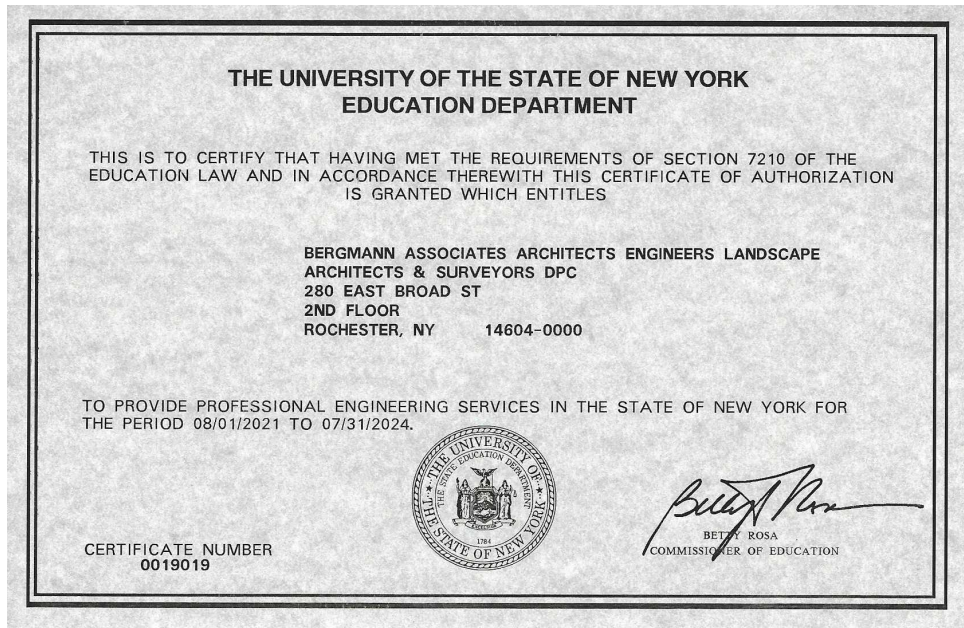 THE UNIVERSITY OF THE STATE OF NEW YORK
EDUCATION DEPARTMENT
THIS IS TO CERTIFY THAT HAVING MET THE REQUIREMENTS OF SECTION 7210 OF THE
EDUCATION LAW AND IN ACCORDANCE THEREWITH THIS CERTIFICATE OF AUTHORIZATION
IS GRANTED WHICH ENTITLES
BERGMANN ASSOCIATES ARCHITECTS ENGINEERS LANDSCAPE
ARCHITECTS & SURVEYORS DPC
280 EAST BROAD ST
2ND FLOOR
ROCHESTER, NY 14604-0000
TO PROVIDE PROFESSIONAL ENGINEERING SERVICES IN THE STATE OF NEW YORK FOR
THE PERIOD 08/01/2021 TO 07/31/2024.
THE UNIVERSITY OF
THE STATE OF NEW YORK
THE STATE EDUCATION DEPARTMENT
EXCELSIOR
1784
Betty A Rosa
BETTY ROSA
COMMISSIONER OF EDUCATION
CERTIFICATE NUMBER
0019019